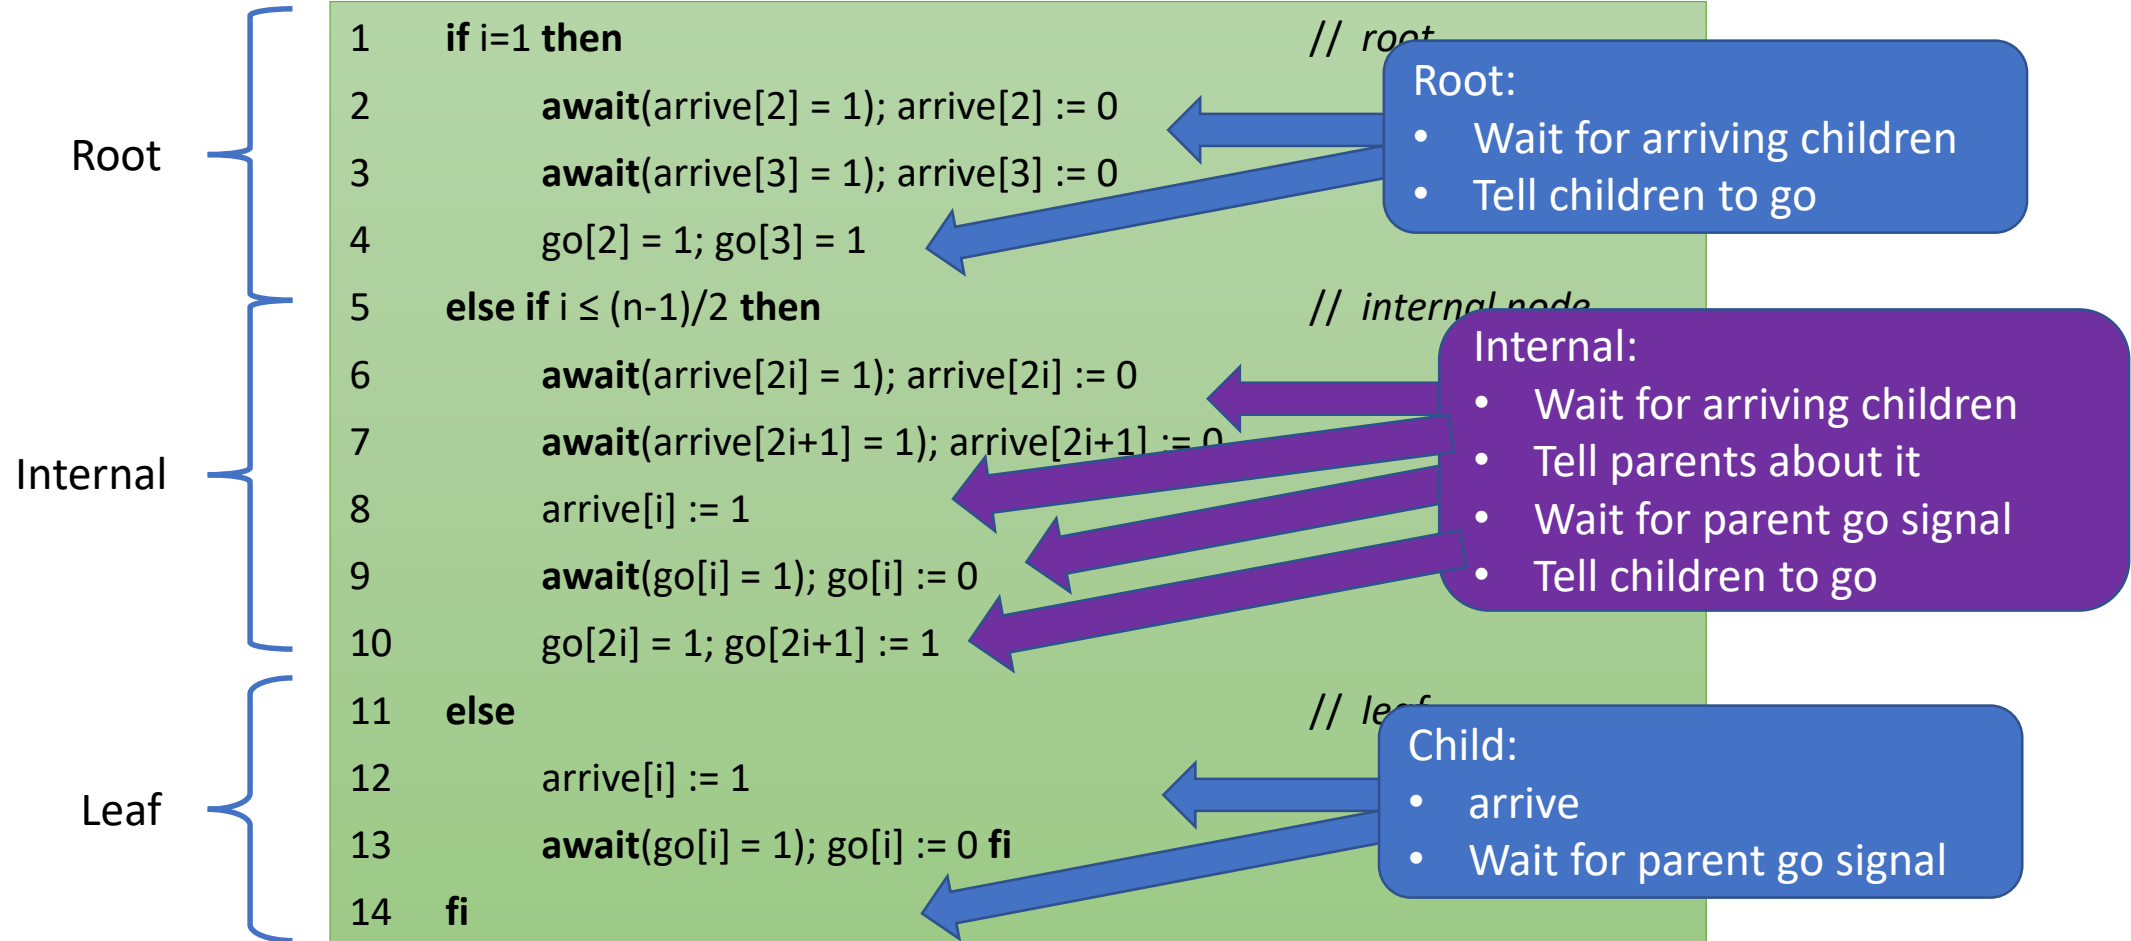 Root
Internal
Leaf
1 if i=1 then // root
2 await(arrive[2] = 1); arrive[2] := 0
3 await(arrive[3] = 1); arrive[3] := 0
4 go[2] = 1; go[3] = 1
5 else if i ≤ (n-1)/2 then // internal node
6 await(arrive[2i] = 1); arrive[2i] := 0
7 await(arrive[2i+1] = 1); arrive[2i+1] := 0
8 arrive[i] := 1
9 await(go[i] = 1); go[i] := 0
10 go[2i] = 1; go[2i+1] := 1
11 else // leaf
12 arrive[i] := 1
13 await(go[i] = 1); go[i] := 0 fi
14 fi
Root:
• Wait for arriving children
• Tell children to go
Internal:
• Wait for arriving children
• Tell parents about it
• Wait for parent go signal
• Tell children to go
Child:
• arrive
• Wait for parent go signal